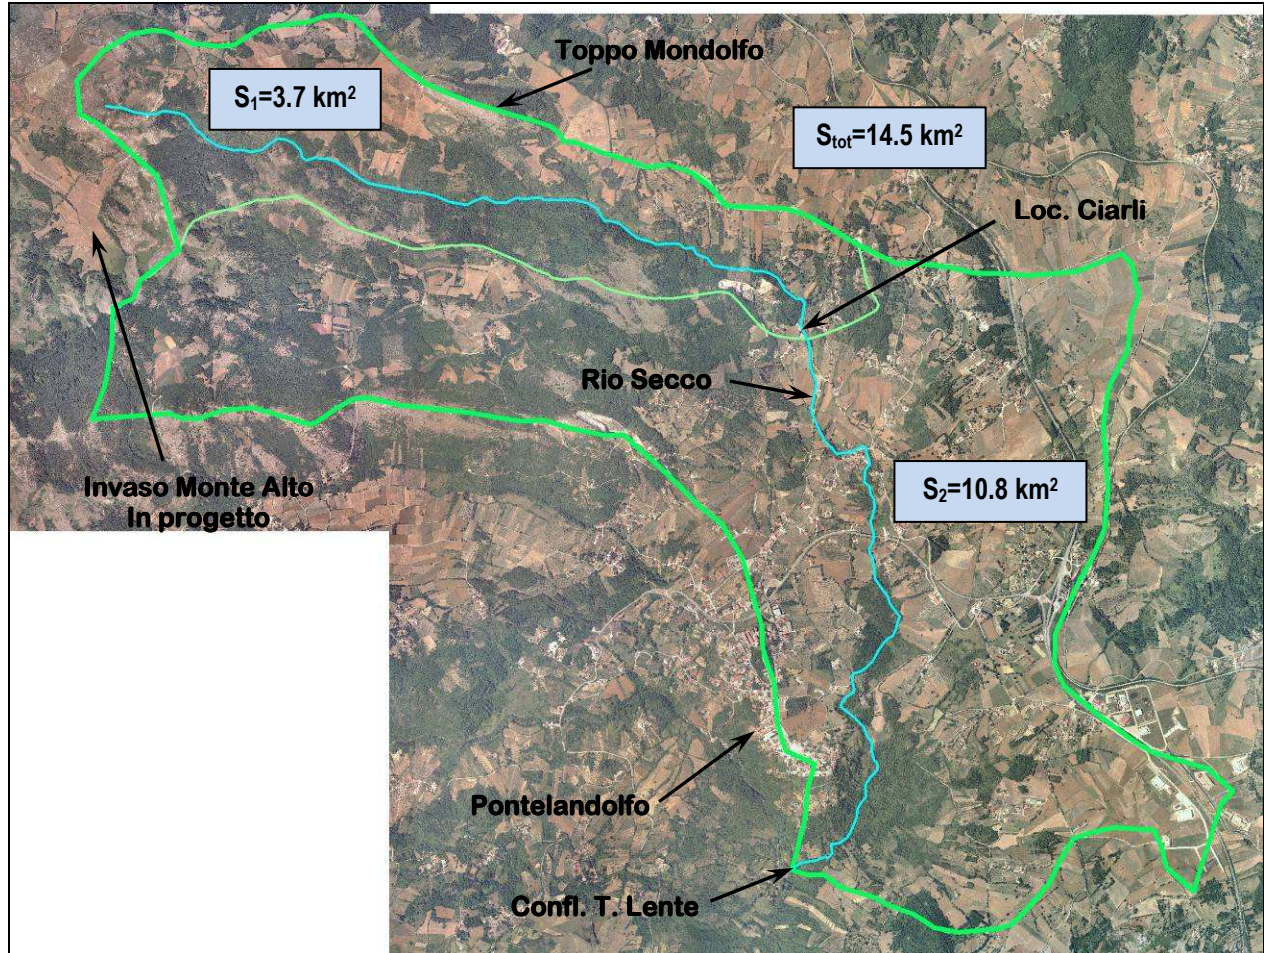 Toppo Mondolfo
S₁=3.7 km²
Stot=14.5 km²
Loc. Ciarli
Rio Secco
Invaso Monte Alto
In progetto
S₂=10.8 km²
Pontelandolfo
Confl. T. Lente